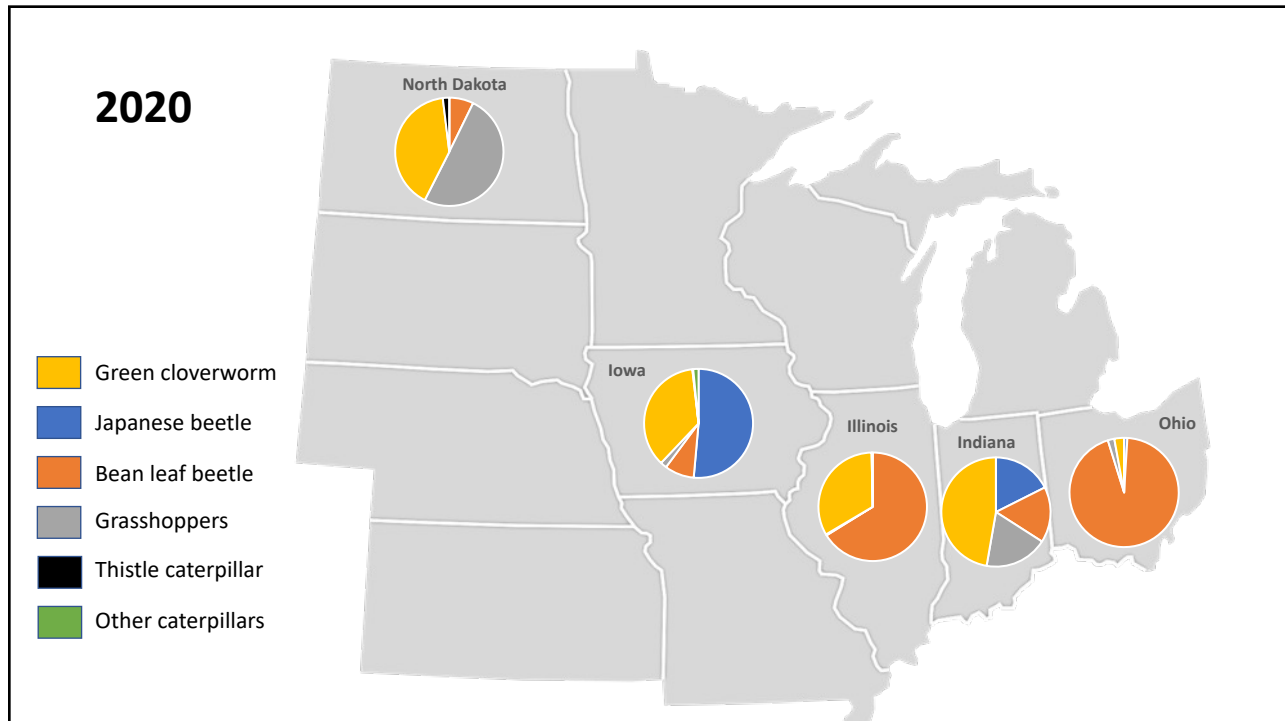 2020
North Dakota
Iowa
Illinois
Indiana
Ohio
Green cloverworm
Japanese beetle
Bean leaf beetle
Grasshoppers
Thistle caterpillar
Other caterpillars